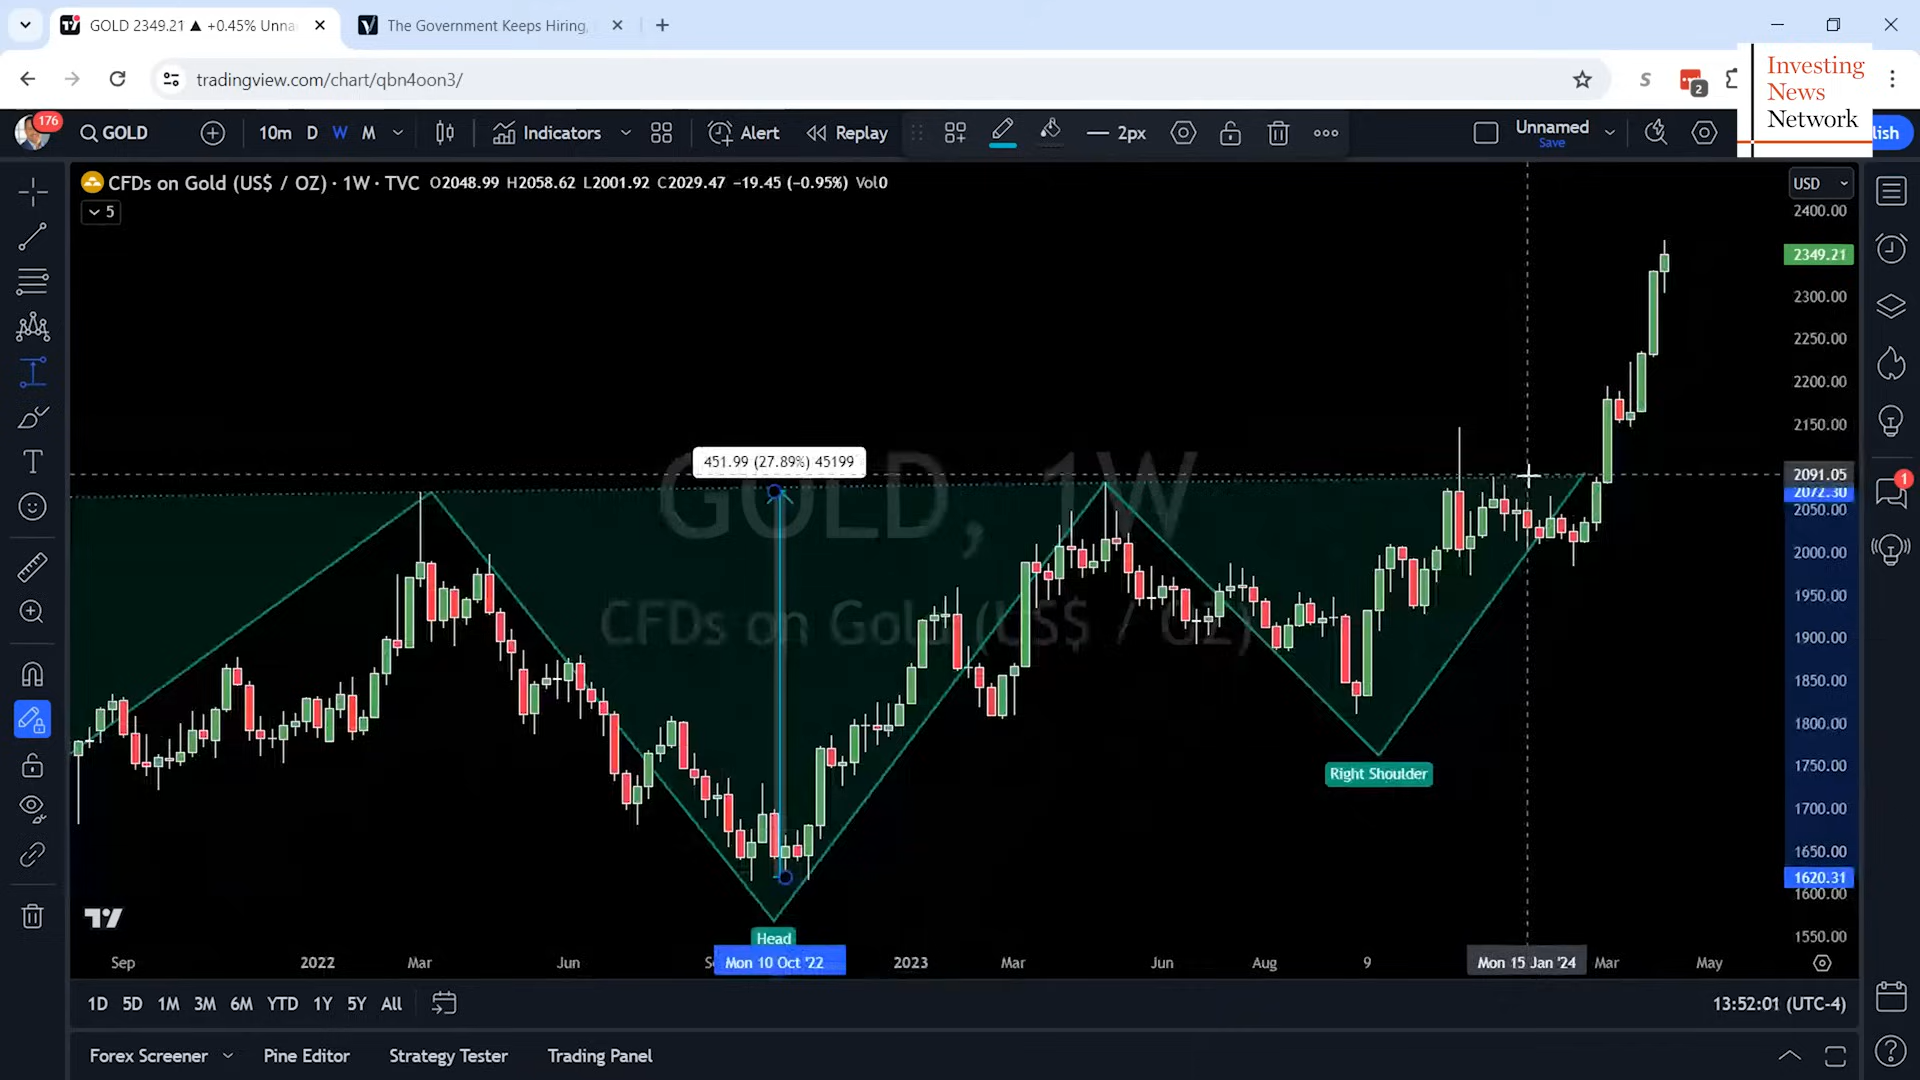 GOLD 2349.21 ▲ +0.45% Unna
The Government Keeps Hiring,
tradingview.com/chart/qbn4oon3/
S
2
Investing
News
Network
176
GOLD
10m D W M
Indicators
Alert
Replay
2px
Unnamed
Save
lish
CFDs on Gold (US$ / OZ) · 1W · TVC O2048.99 H2058.62 L2001.92 C2029.47 −19.45 (−0.95%) Vol0
5
USD
2400.00
2349.21
2300.00
2250.00
2200.00
2150.00
451.99 (27.89%) 45199
GOLD, 1W
2091.05
2072.30
2050.00
2000.00
1950.00
CFDs on Gold (US$ / OZ)
1900.00
1850.00
1800.00
Right Shoulder
1750.00
1700.00
1650.00
1620.31
1600.00
Head
1550.00
Sep 2022 Mar Jun S Mon 10 Oct '22 2023 Mar Jun Aug 9 Mon 15 Jan '24 Mar May
1
1D 5D 1M 3M 6M YTD 1Y 5Y All
13:52:01 (UTC-4)
Forex Screener Pine Editor Strategy Tester Trading Panel